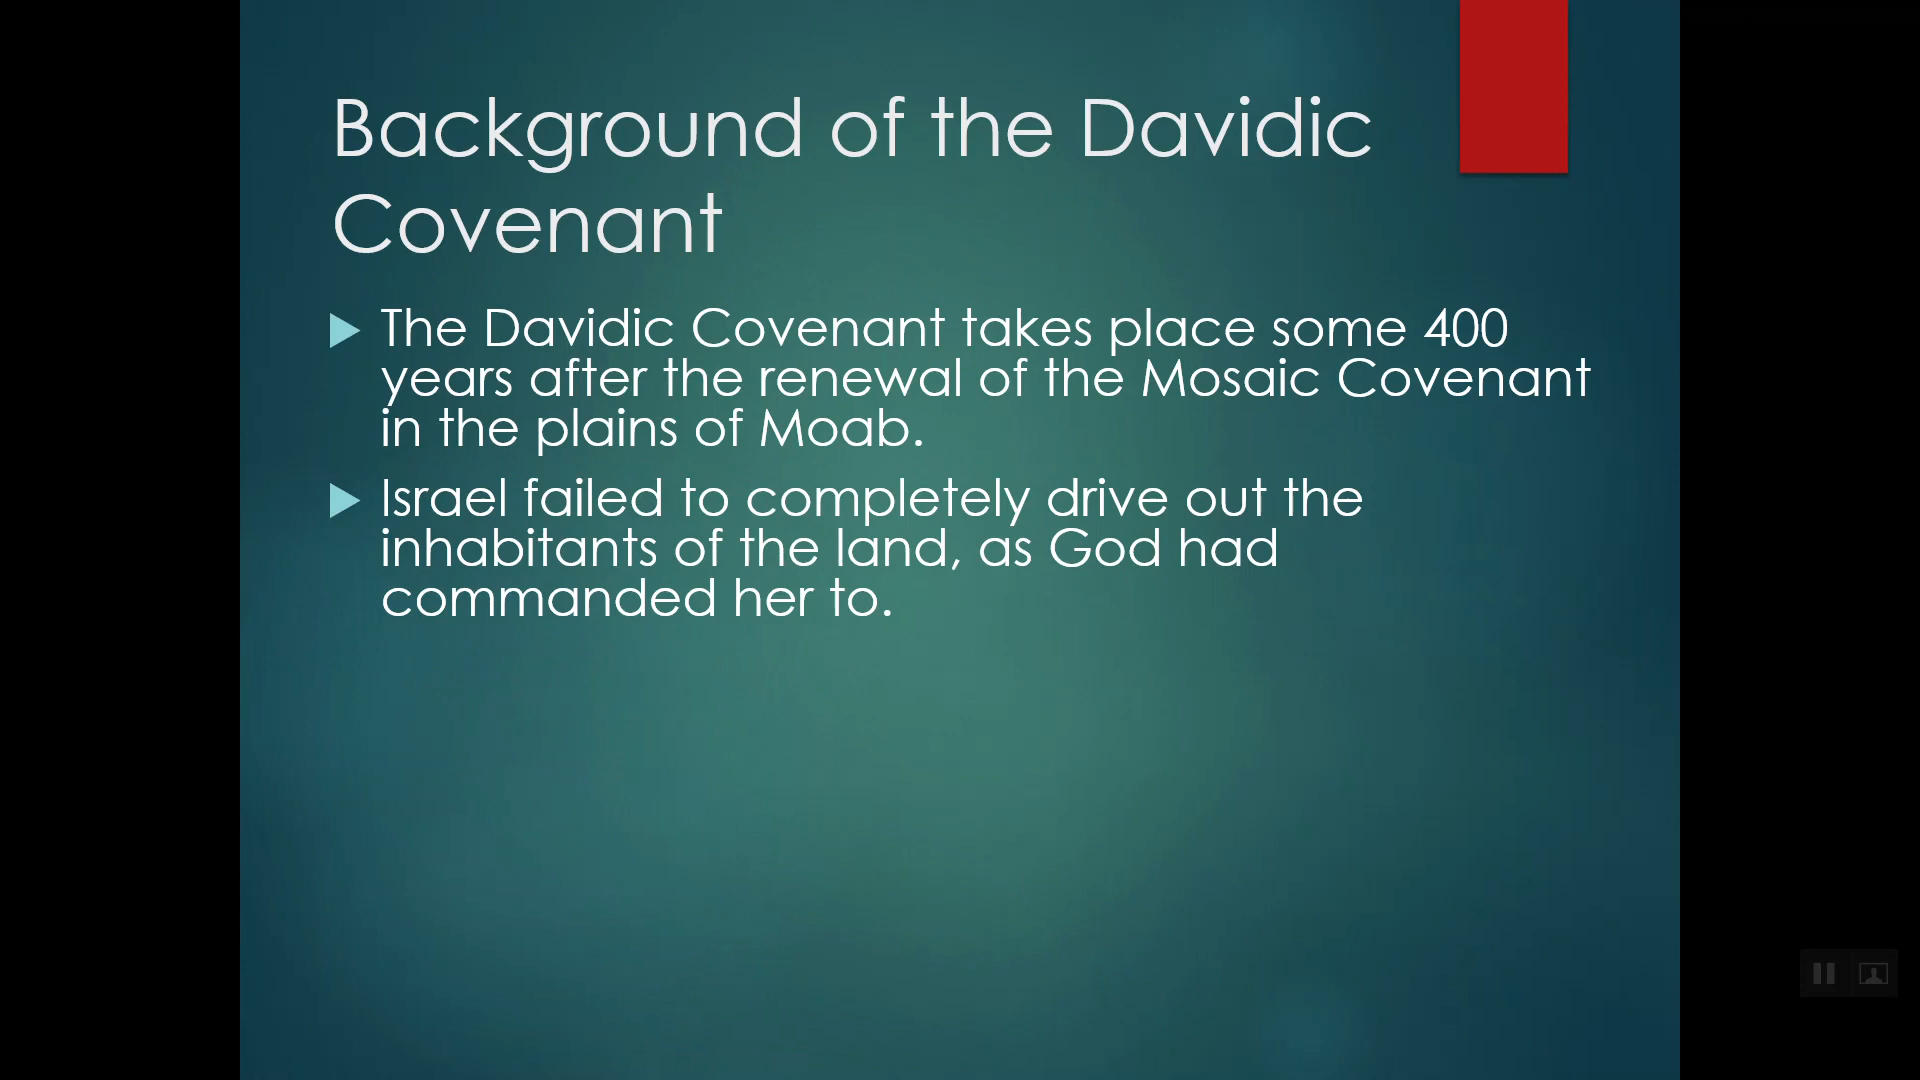 Background of the Davidic
Covenant
The Davidic Covenant takes place some 400
years after the renewal of the Mosaic Covenant
in the plains of Moab.
Israel failed to completely drive out the
inhabitants of the land, as God had
commanded her to.